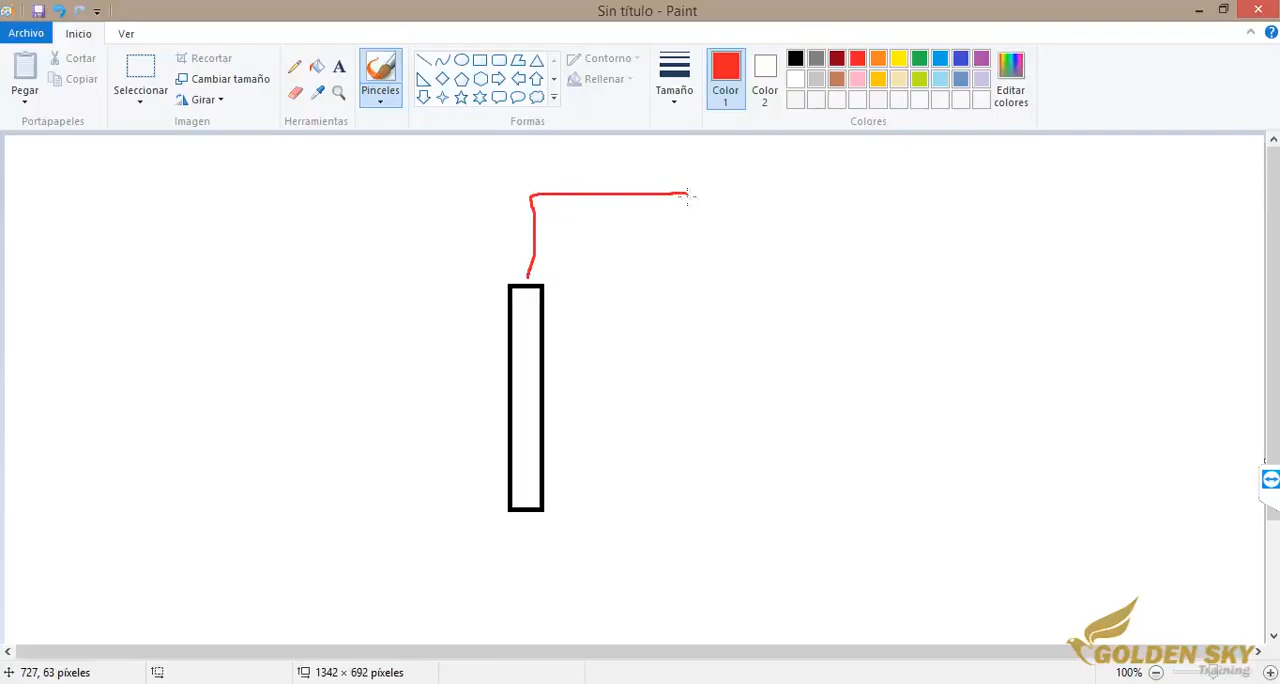 Sin título - Paint
Archivo Inicio Ver
Pegar
Cortar
Copiar
Portapapeles
Seleccionar
Recortar
Cambiar tamaño
Girar
Imagen
A
Herramientas
Pinceles
Contorno
Rellenar
Formas
Tamaño
Color 1
Color 2
Editar colores
Colores
727, 63 píxeles
1342 × 692 píxeles
100%
GOLDEN SKY
Training